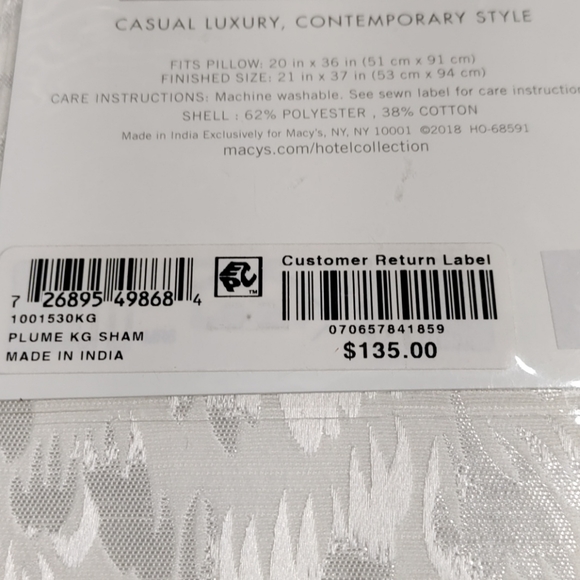 CASUAL LUXURY, CONTEMPORARY STYLE
FITS PILLOW: 20 in x 36 in (51 cm x 91 cm)
FINISHED SIZE: 21 in x 37 in (53 cm x 94 cm)
CARE INSTRUCTIONS: Machine washable. See sewn label for care instruction
SHELL : 62% POLYESTER , 38% COTTON
Made in India Exclusively for Macy's, NY, NY 10001 ©2018 HO-68591
macys.com/hotelcollection
Customer Return Label
7 26895 49868 4
EPC TM
1001530KG
PLUME KG SHAM
MADE IN INDIA
070657841859
$135.00